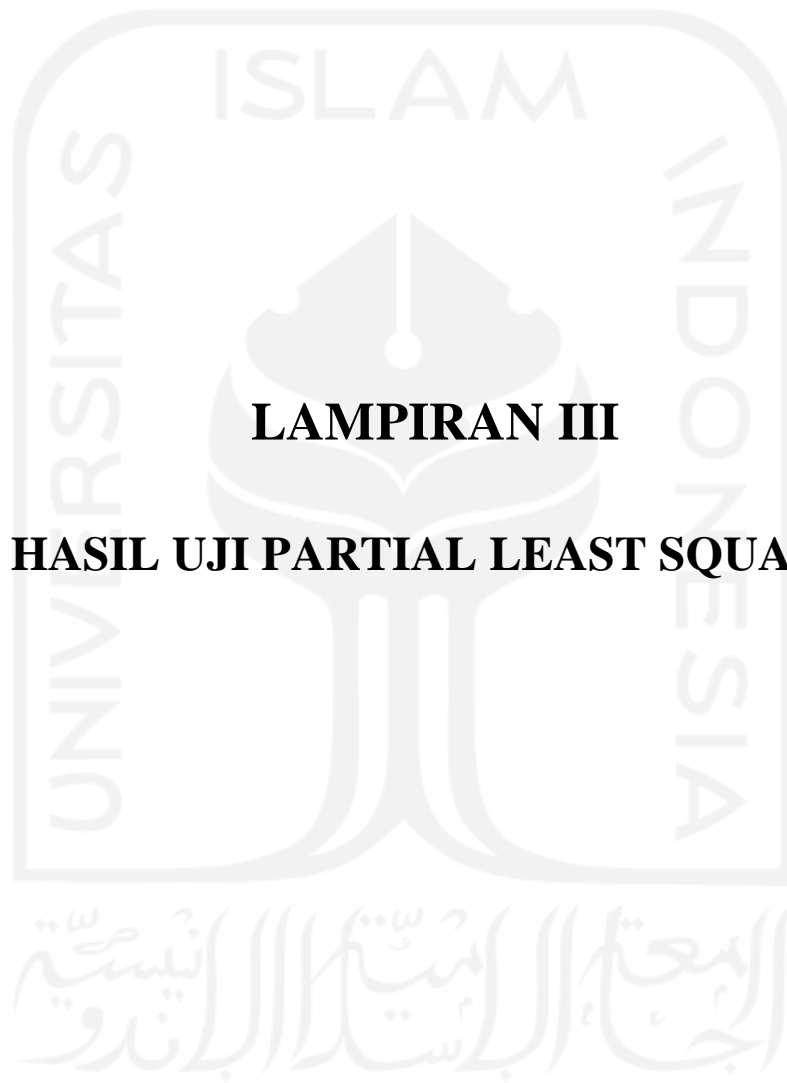 ISLAM
UNIVERSITAS
INDONESIA
LAMPIRAN III
HASIL UJI PARTIAL LEAST SQUA